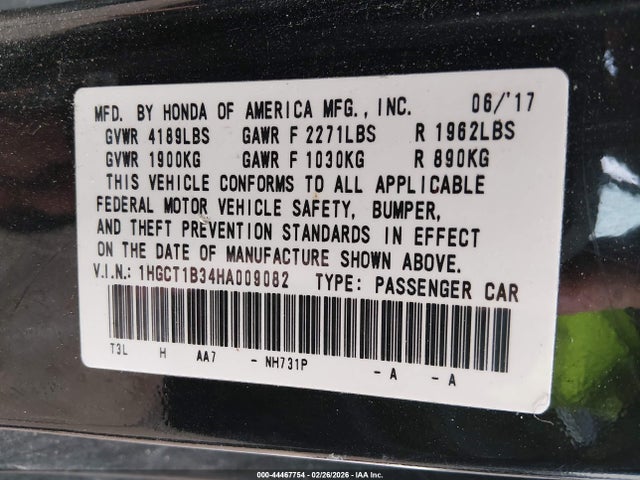 MFD. BY HONDA OF AMERICA MFG., INC. 06/'17
GVWR 4189LBS GAWR F 2271LBS R 1962LBS
GVWR 1900KG GAWR F 1030KG R 890KG
THIS VEHICLE CONFORMS TO ALL APPLICABLE
FEDERAL MOTOR VEHICLE SAFETY, BUMPER,
AND THEFT PREVENTION STANDARDS IN EFFECT
ON THE DATE OF MANUFACTURE SHOWN ABOVE.
V.I.N.: 1HGCT1B34HA009082 TYPE: PASSENGER CAR
T3L H AA7 - NH731P - A - A
000-44467754 - 02/26/2026 - IAA Inc.